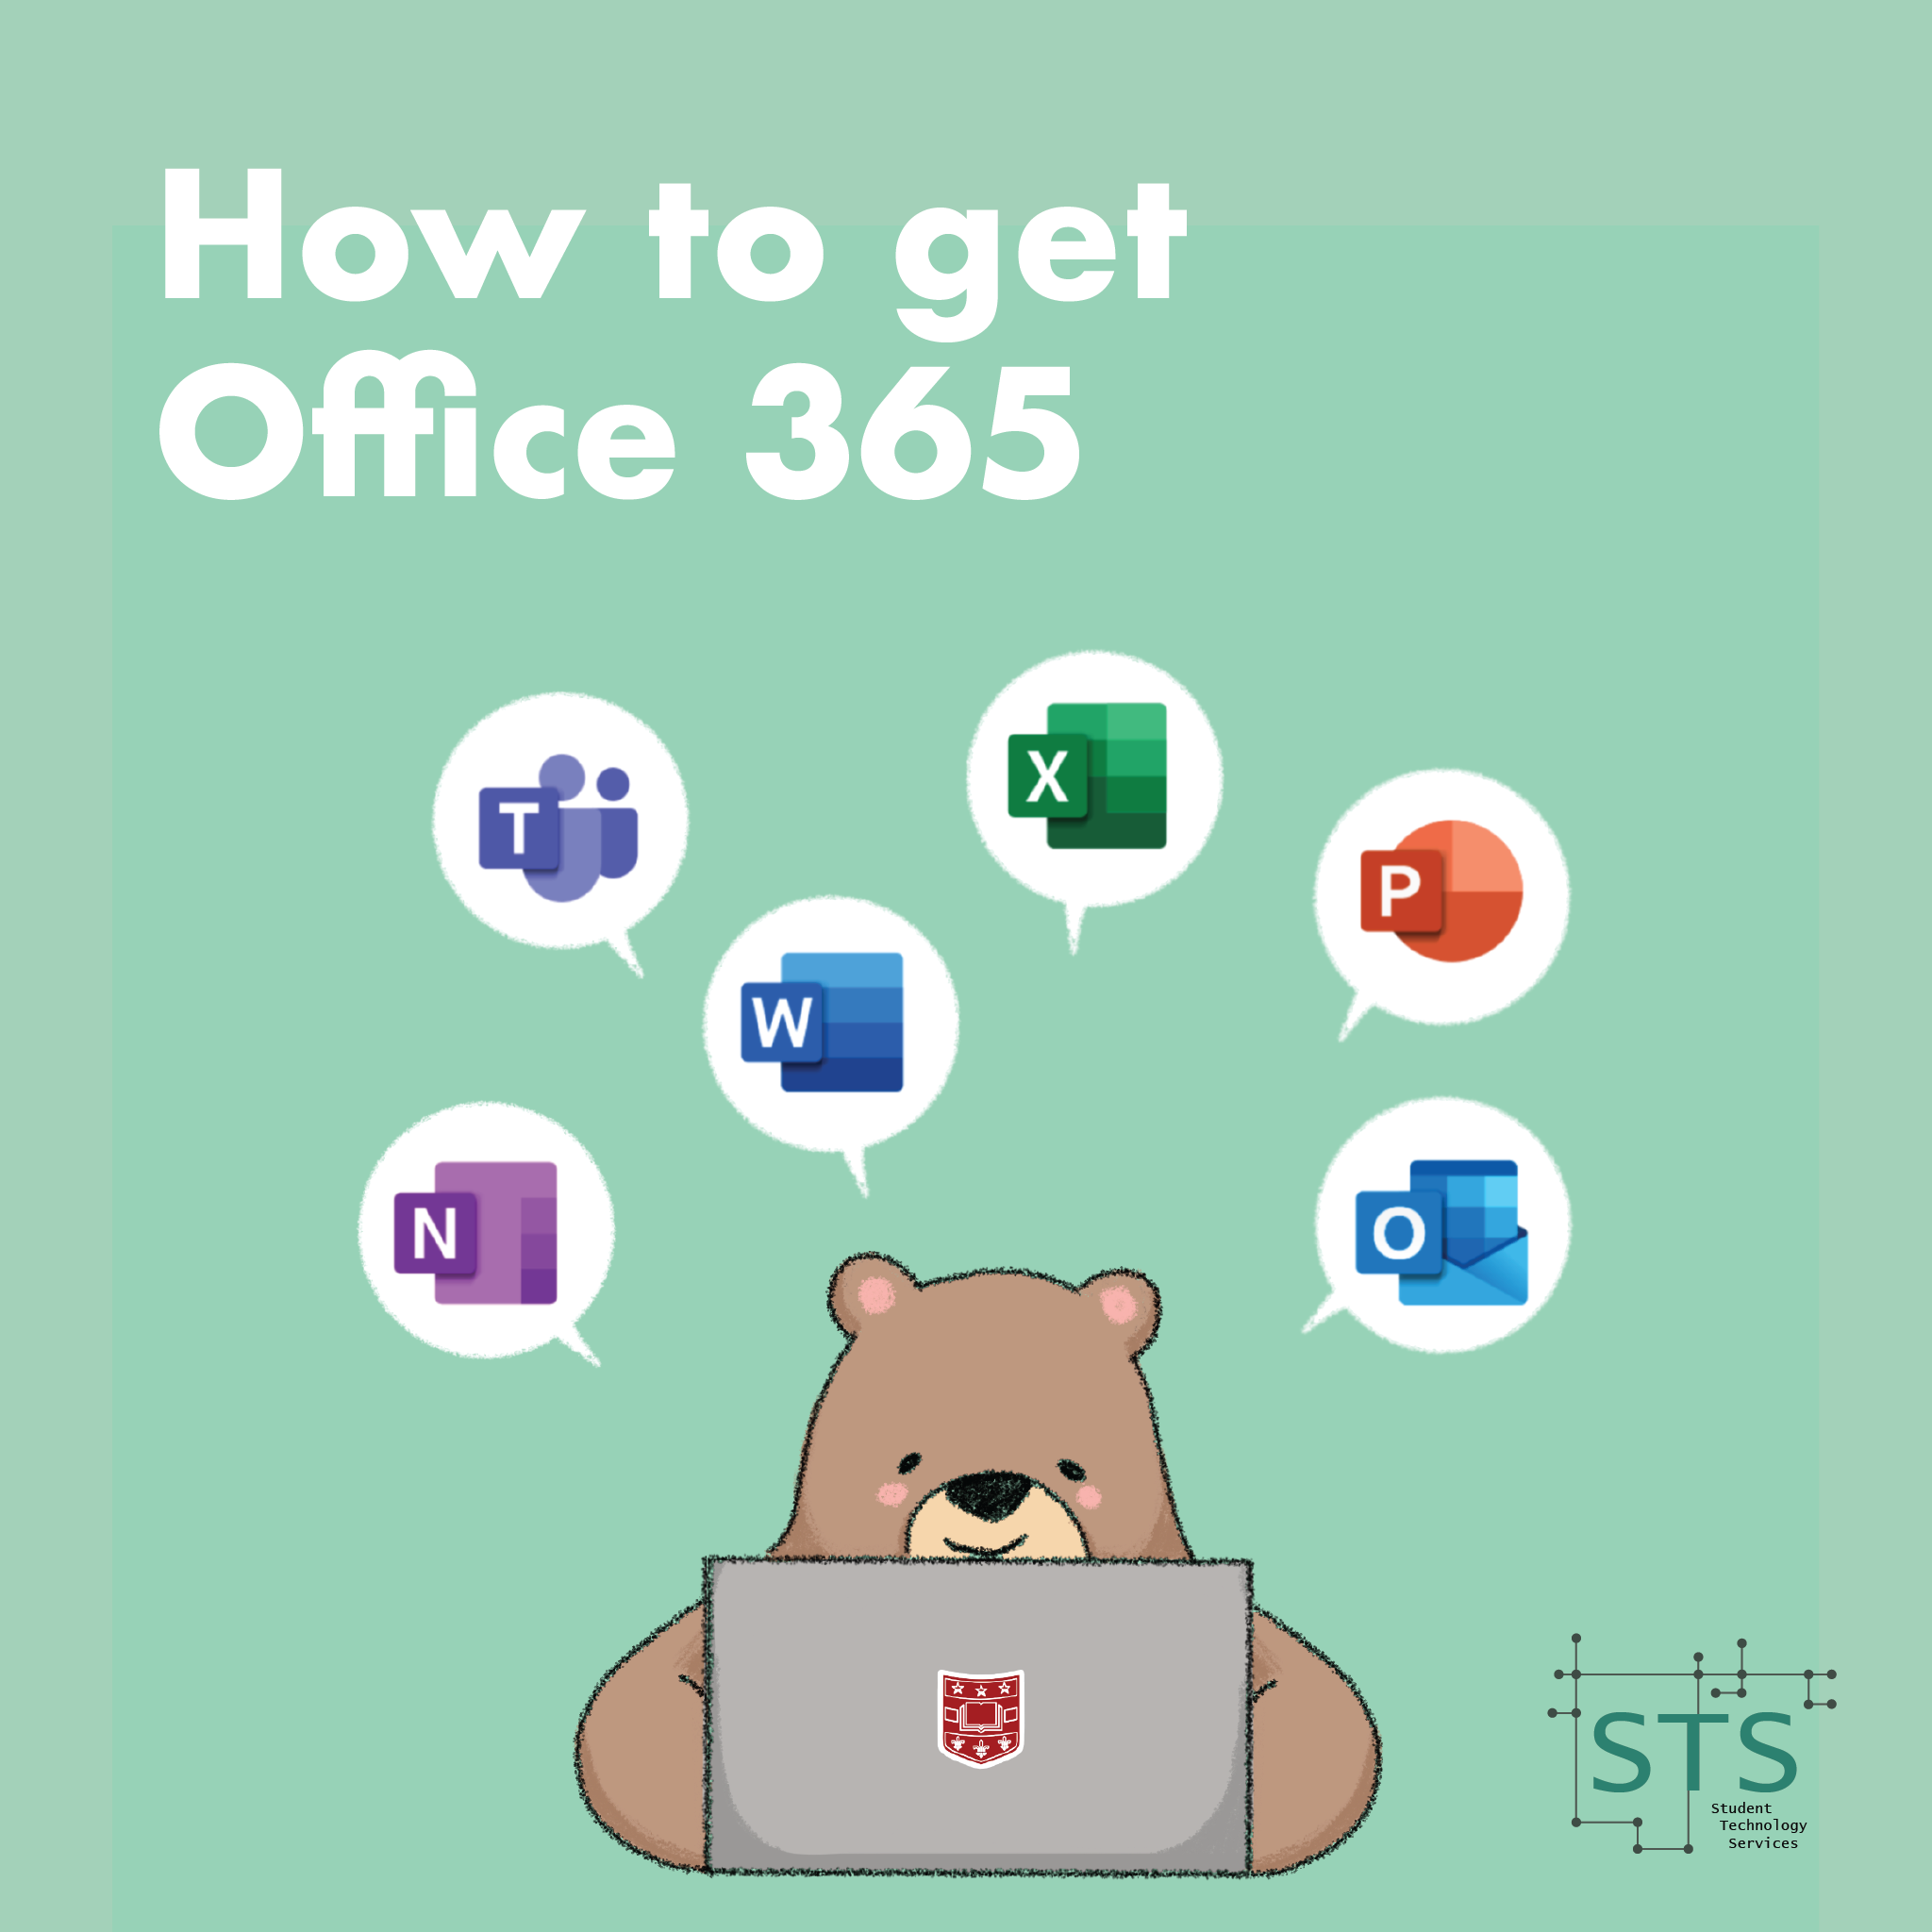 How to get
Office 365
T
X
P
W
N
O
STS
Student
Technology
Services